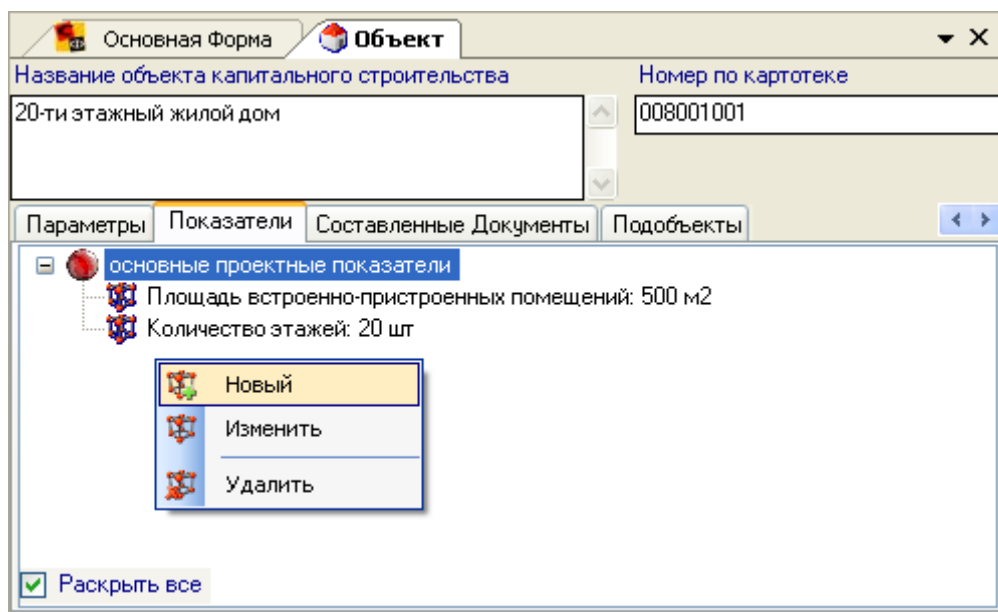 Основная Форма Объект
Название объекта капитального строительства Номер по картотеке
20-ти этажный жилой дом 008001001
Параметры Показатели Составленные Документы Подобъекты
основные проектные показатели
Площадь встроенно-пристроенных помещений: 500 м2
Количество этажей: 20 шт
Новый
Изменить
Удалить
Раскрыть все